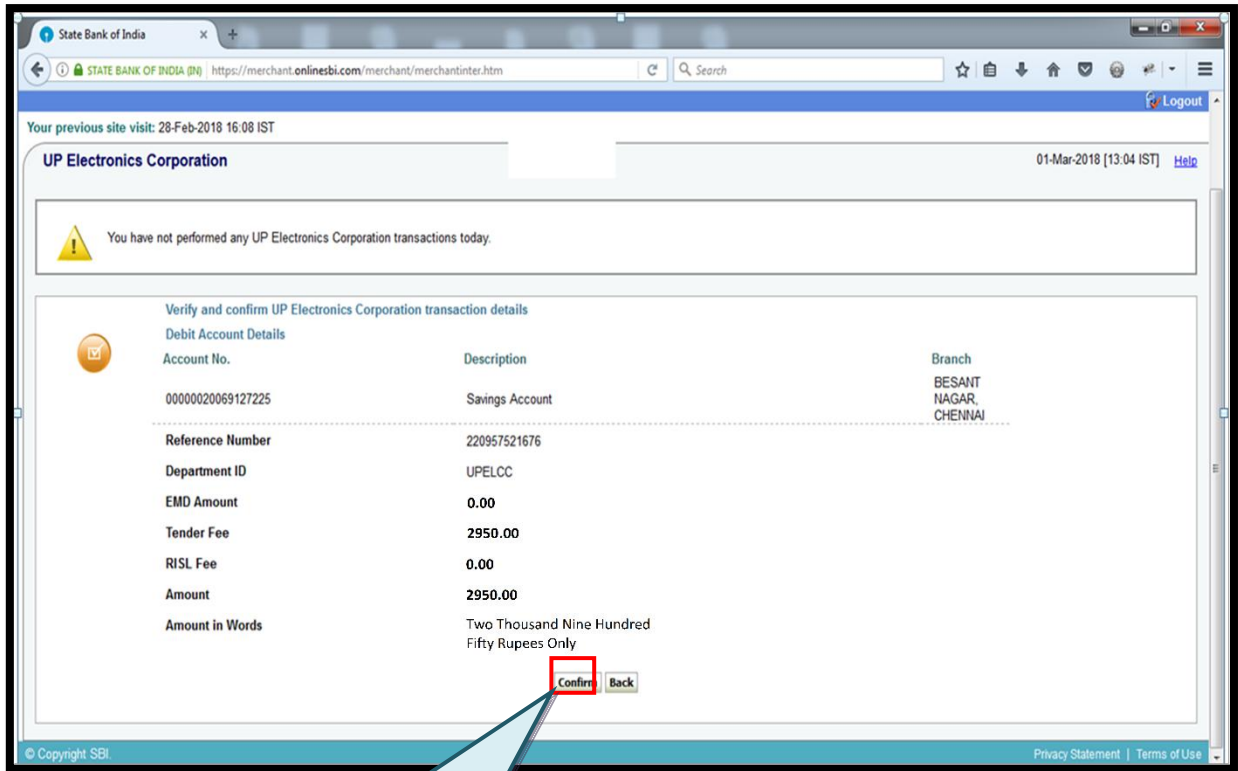 State Bank of India × +
STATE BANK OF INDIA (IN) https://merchant.onlinesbi.com/merchant/merchantinter.htm Search
Logout
Your previous site visit: 28-Feb-2018 16:08 IST
UP Electronics Corporation 01-Mar-2018 [13:04 IST] Help
You have not performed any UP Electronics Corporation transactions today.
Verify and confirm UP Electronics Corporation transaction details
Debit Account Details
Account No. Description Branch
00000020069127225 Savings Account BESANT
NAGAR,
CHENNAI
Reference Number 220957521676
Department ID UPELCC
EMD Amount 0.00
Tender Fee 2950.00
RISL Fee 0.00
Amount 2950.00
Amount in Words Two Thousand Nine Hundred
Fifty Rupees Only
Confirm Back
© Copyright SBI. Privacy Statement | Terms of Use